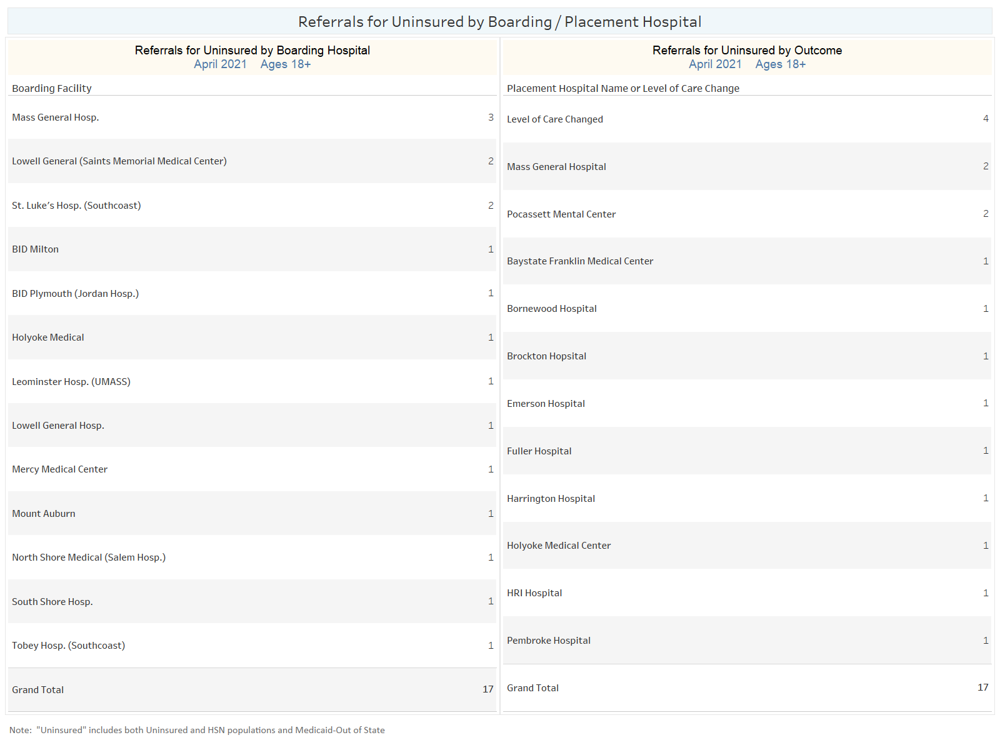 Referrals for Uninsured by Boarding / Placement Hospital
Referrals for Uninsured by Boarding Hospital
April 2021 Ages 18+
Boarding Facility
Mass General Hosp. 3
Lowell General (Saints Memorial Medical Center) 2
St. Luke’s Hosp. (Southcoast) 2
BID Milton 1
BID Plymouth (Jordan Hosp.) 1
Holyoke Medical 1
Leominster Hosp. (UMASS) 1
Lowell General Hosp. 1
Mercy Medical Center 1
Mount Auburn 1
North Shore Medical (Salem Hosp.) 1
South Shore Hosp. 1
Tobey Hosp. (Southcoast) 1
Grand Total 17
Referrals for Uninsured by Outcome
April 2021 Ages 18+
Placement Hospital Name or Level of Care Change
Level of Care Changed 4
Mass General Hospital 2
Pocassett Mental Center 2
Baystate Franklin Medical Center 1
Bornewood Hospital 1
Brockton Hopsital 1
Emerson Hospital 1
Fuller Hospital 1
Harrington Hospital 1
Holyoke Medical Center 1
HRI Hospital 1
Pembroke Hospital 1
Grand Total 17
Note: "Uninsured" includes both Uninsured and HSN populations and Medicaid-Out of State